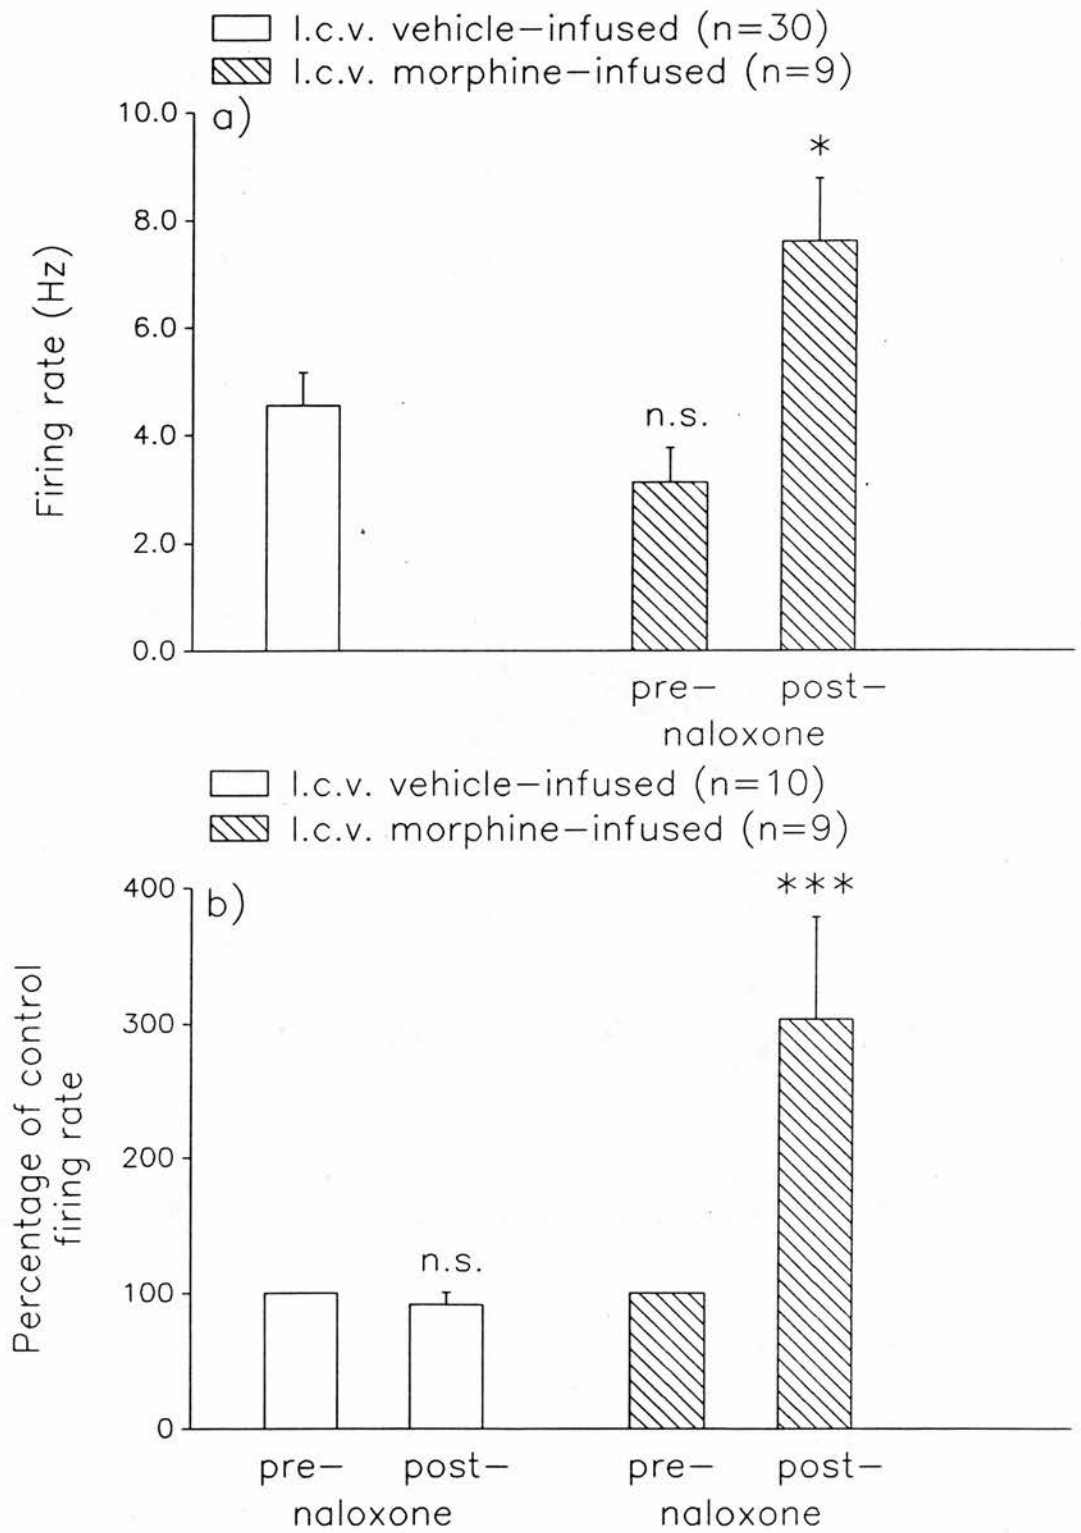 I.c.v. vehicle–infused (n=30)
I.c.v. morphine–infused (n=9)
a)
10.0
8.0
6.0
4.0
2.0
0.0
Firing rate (Hz)
n.s.
*
pre– post–
naloxone
I.c.v. vehicle–infused (n=10)
I.c.v. morphine–infused (n=9)
b)
400
300
200
100
0
Percentage of control
firing rate
n.s.
***
pre– post– pre– post–
naloxone naloxone